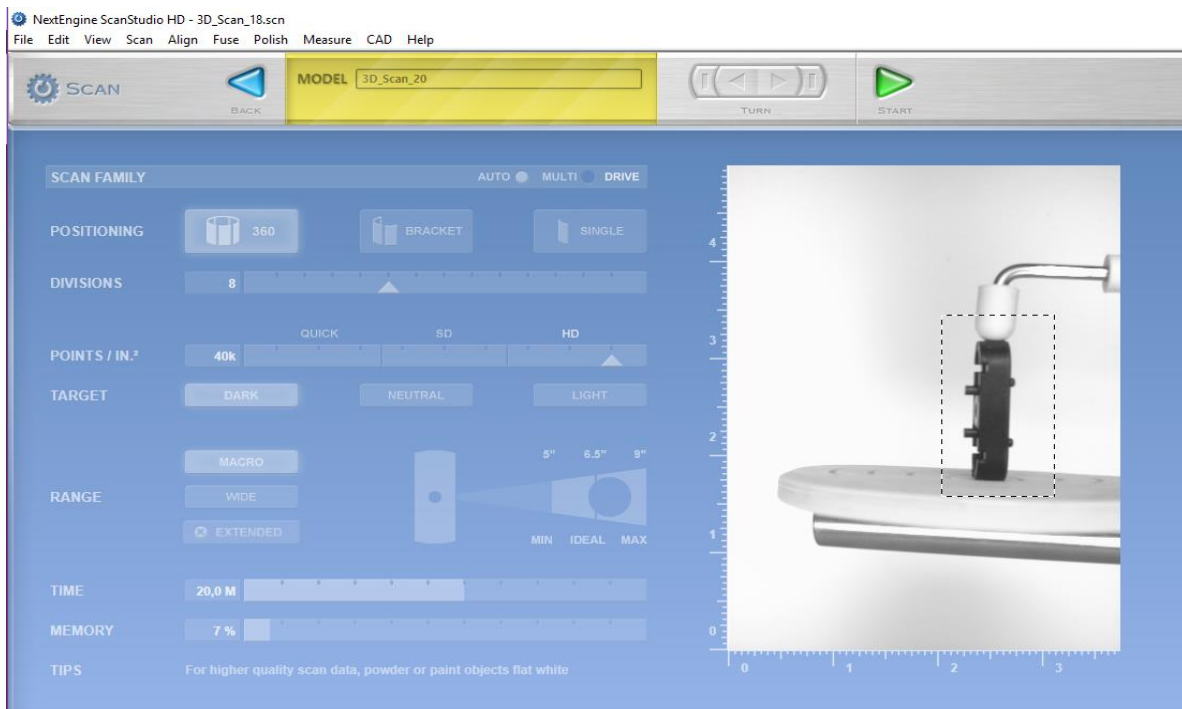 NextEngine ScanStudio HD - 3D_Scan_18.scn
File Edit View Scan Align Fuse Polish Measure CAD Help
SCAN
BACK
MODEL 3D_Scan_20
TURN
START
SCAN FAMILY AUTO MULTI DRIVE
POSITIONING 360 BRACKET SINGLE
DIVISIONS 8
QUICK SD HD
POINTS / IN.² 40k
TARGET DARK NEUTRAL LIGHT
RANGE
MACRO
WIDE
EXTENDED
5" 6.5" 9"
MIN IDEAL MAX
TIME 20,0 M
MEMORY 7 %
TIPS For higher quality scan data, powder or paint objects flat white
4
3
2
1
0
0 1 2 3